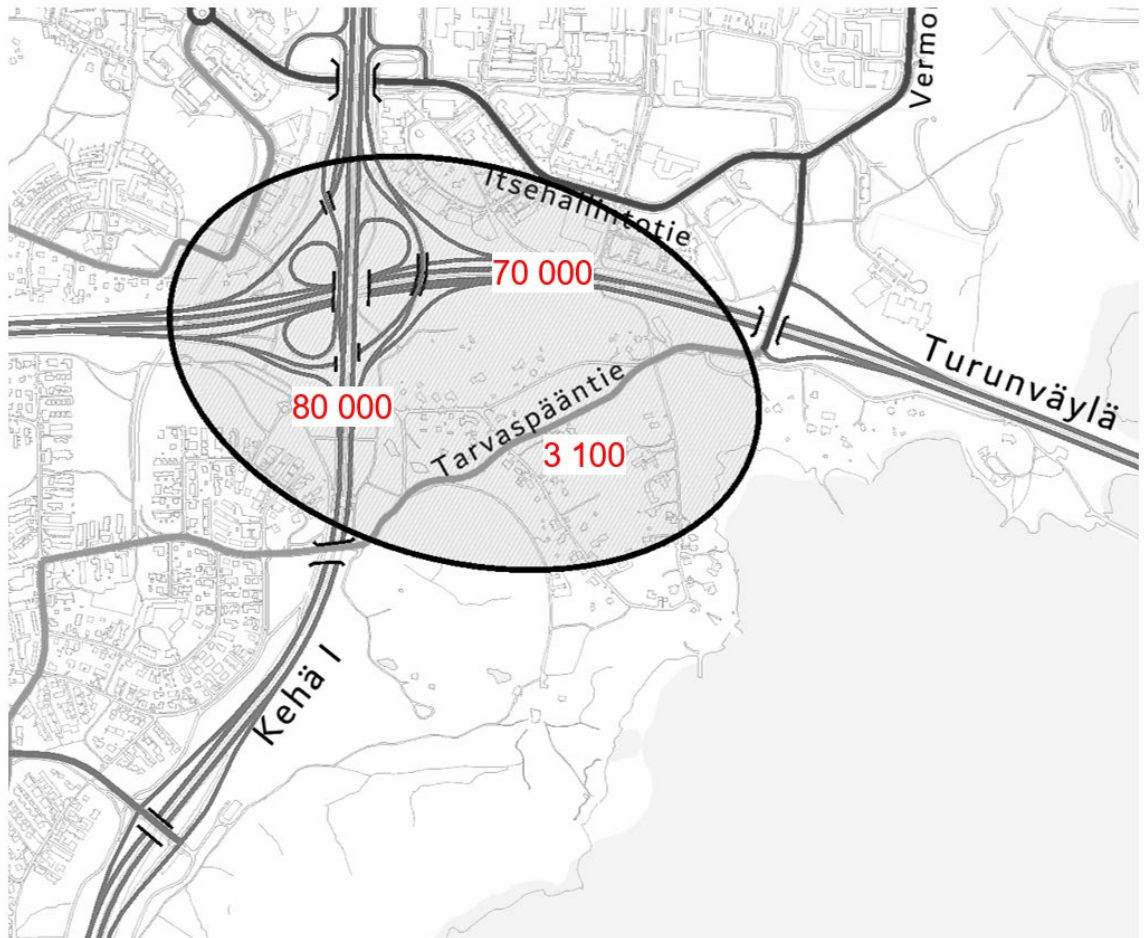 Vermo
Itsehallintotie
70 000
Turunväylä
80 000
Tarvaspääntie
3 100
Kehä I